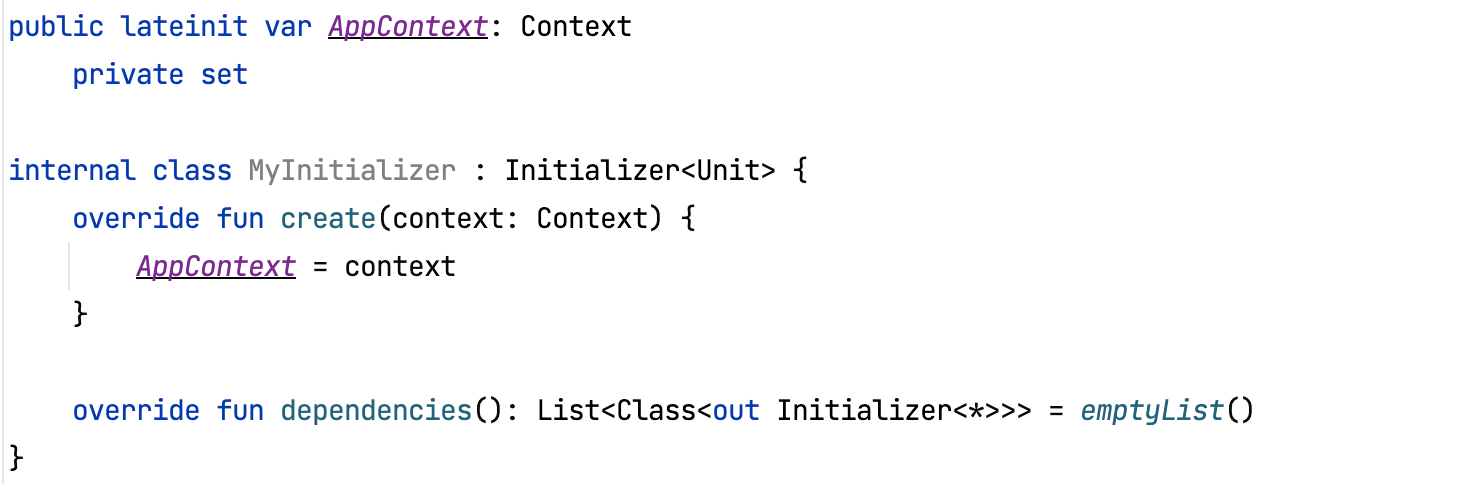 public lateinit var AppContext: Context
    private set

internal class MyInitializer : Initializer<Unit> {
    override fun create(context: Context) {
        AppContext = context
    }

    override fun dependencies(): List<Class<out Initializer<*>>> = emptyList()
}